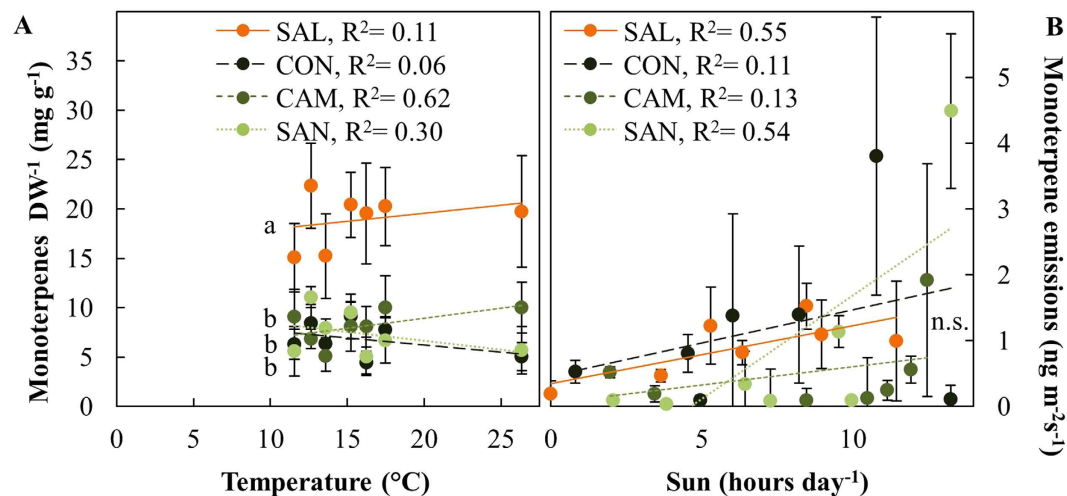 A
Monoterpenes DW⁻¹ (mg g⁻¹)
35
30
25
20
15
10
5
0
SAL, R²= 0.11
CON, R²= 0.06
CAM, R²= 0.62
SAN, R²= 0.30
a
b
b
b
0 5 10 15 20 25
Temperature (°C)
SAL, R²= 0.55
CON, R²= 0.11
CAM, R²= 0.13
SAN, R²= 0.54
n.s.
0 5 10
Sun (hours day⁻¹)
B
5
4
3
2
1
0
Monoterpene emissions (ng m⁻²s⁻¹)